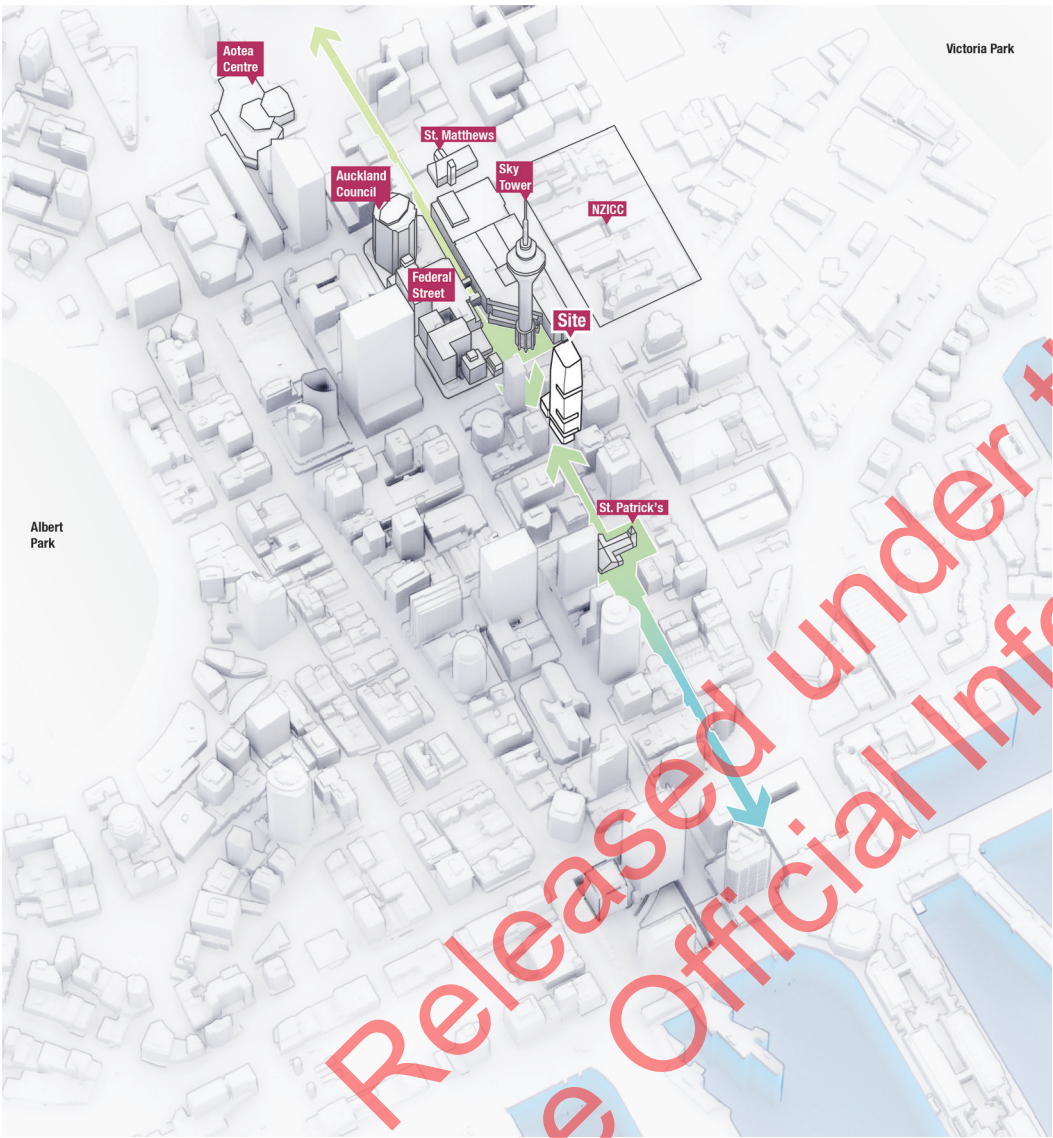 Victoria Park
Aotea
Centre
St. Matthews
Sky
Tower
Auckland
Council
NZICC
Federal
Street
Site
St. Patrick's
Albert
Park
Released under
Official